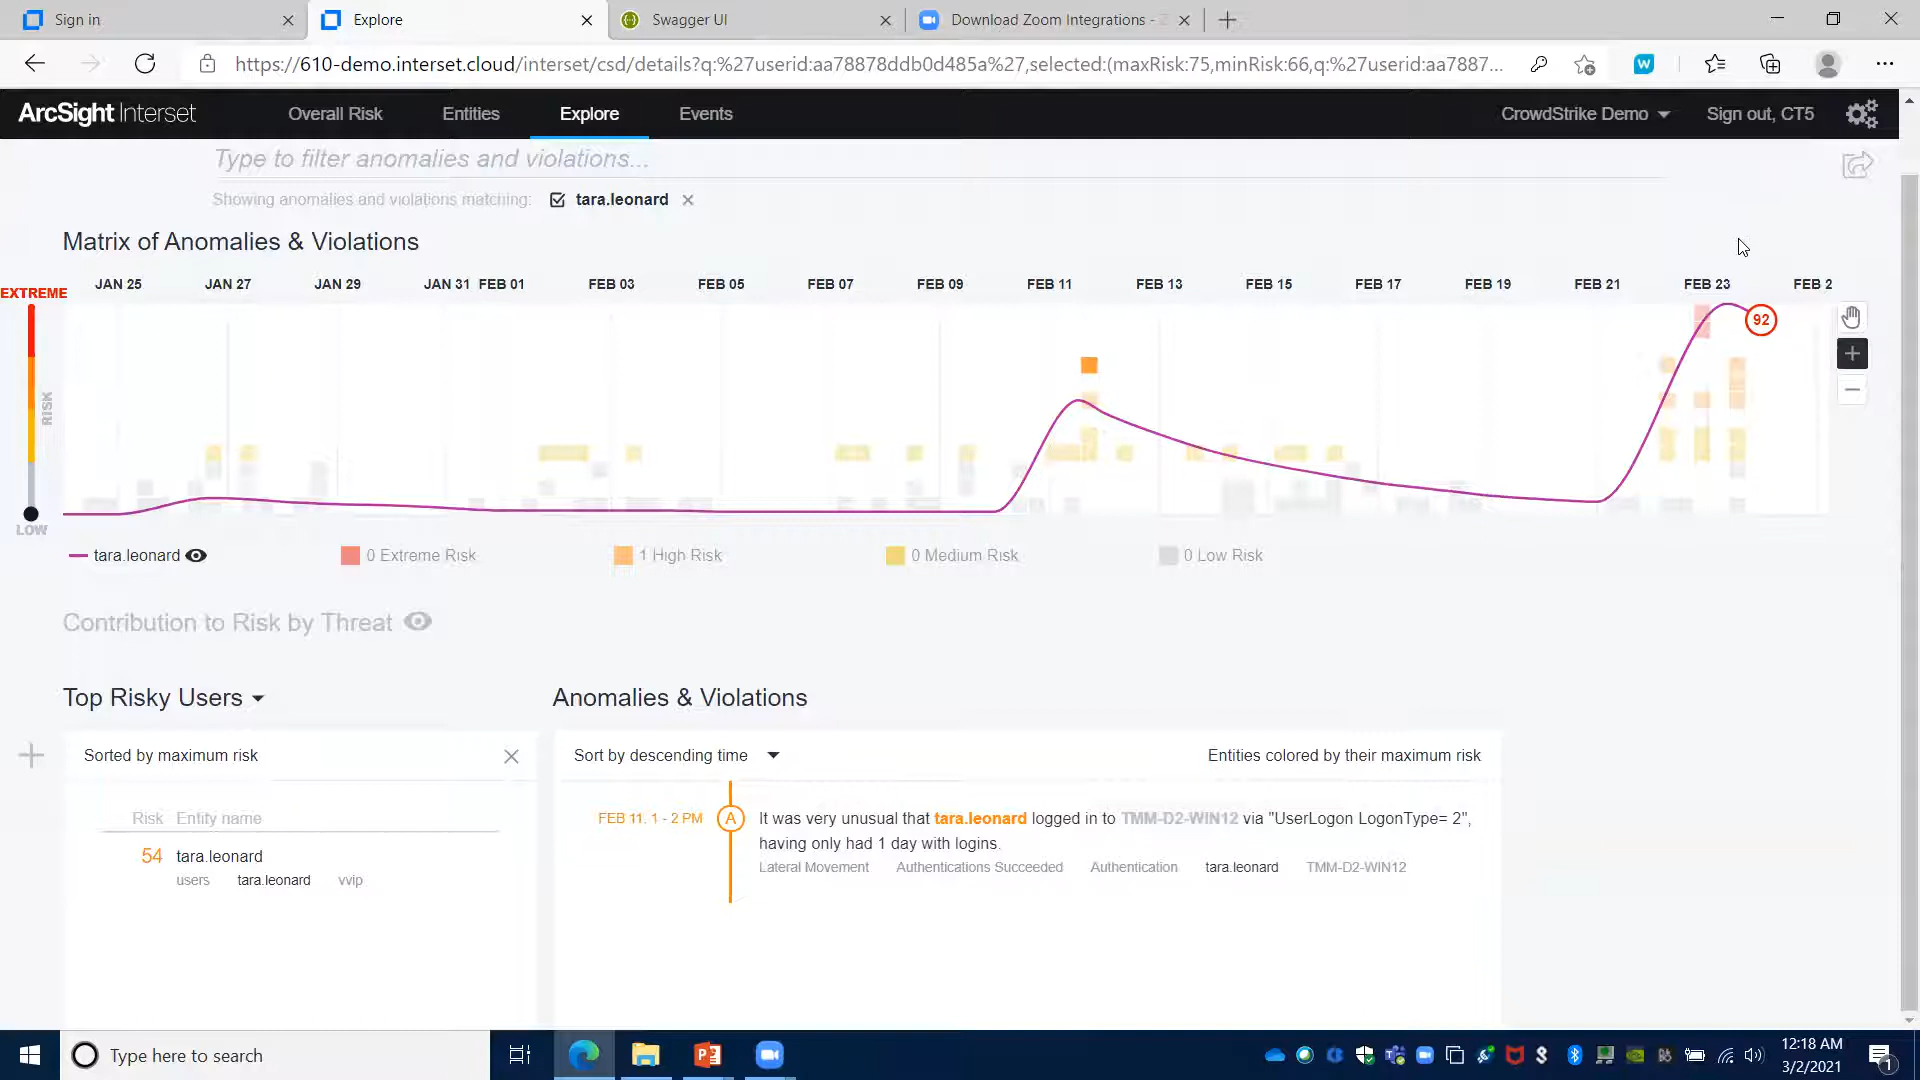 Sign in
Explore
Swagger UI
Download Zoom Integrations - Z
https://610-demo.interset.cloud/interset/csd/details?q:%27userid:aa78878ddb0d485a%27,selected:(maxRisk:75,minRisk:66,q:%27userid:aa7887...
ArcSight Interset
Overall Risk
Entities
Explore
Events
CrowdStrike Demo
Sign out, CT5
Type to filter anomalies and violations...
Showing anomalies and violations matching:
tara.leonard
Matrix of Anomalies & Violations
JAN 25 JAN 27 JAN 29 JAN 31 FEB 01 FEB 03 FEB 05 FEB 07 FEB 09 FEB 11 FEB 13 FEB 15 FEB 17 FEB 19 FEB 21 FEB 23 FEB 2
EXTREME
92
RISK
LOW
tara.leonard
0 Extreme Risk
1 High Risk
0 Medium Risk
0 Low Risk
Contribution to Risk by Threat
Top Risky Users
Anomalies & Violations
Sorted by maximum risk
Sort by descending time
Entities colored by their maximum risk
Risk Entity name
54 tara.leonard
users tara.leonard vvip
FEB 11, 1 - 2 PM
A
It was very unusual that tara.leonard logged in to TMM-D2-WIN12 via "UserLogon LogonType= 2",
having only had 1 day with logins.
Lateral Movement Authentications Succeeded Authentication tara.leonard TMM-D2-WIN12
Type here to search
12:18 AM
3/2/2021
1